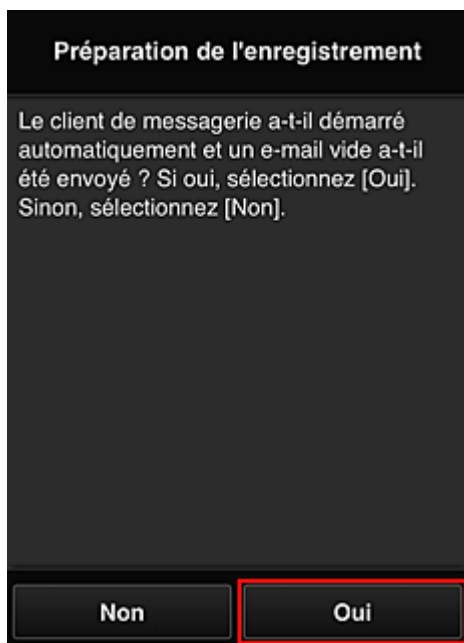 Préparation de l'enregistrement
Le client de messagerie a-t-il démarré
automatiquement et un e-mail vide a-t-il
été envoyé ? Si oui, sélectionnez [Oui].
Sinon, sélectionnez [Non].
Non
Oui